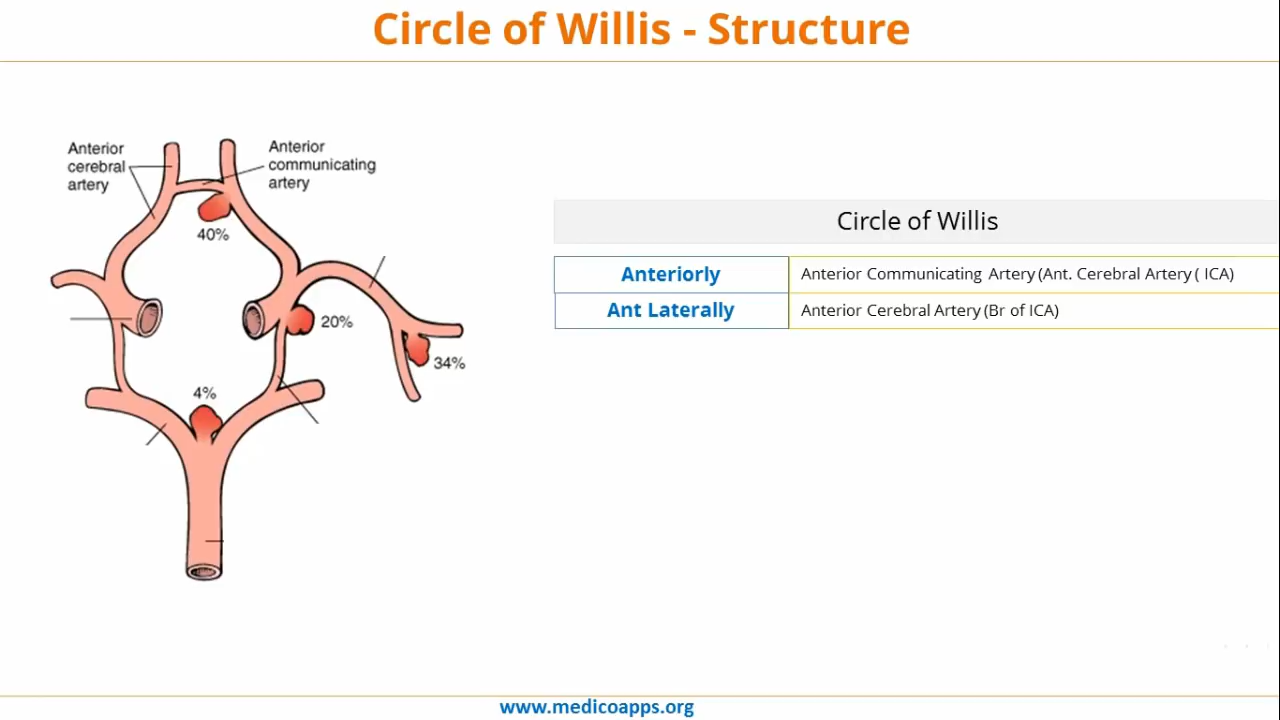 Circle of Willis - Structure
Anterior
cerebral
artery
Anterior
communicating
artery
40%
20%
34%
4%
Circle of Willis
Anteriorly
Anterior Communicating Artery (Ant. Cerebral Artery ( ICA)
Ant Laterally
Anterior Cerebral Artery (Br of ICA)
www.medicoapps.org